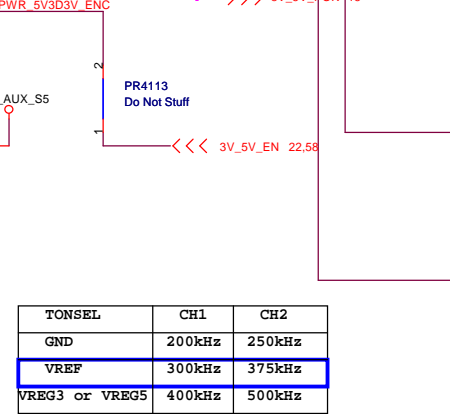 PWR_5V3D3V_ENC
2
PR4113
Do Not Stuff
_AUX_S5
1
3V_5V_EN 22,58
TONSEL CH1 CH2
GND 200kHz 250kHz
VREF 300kHz 375kHz
VREG3 or VREG5 400kHz 500kHz